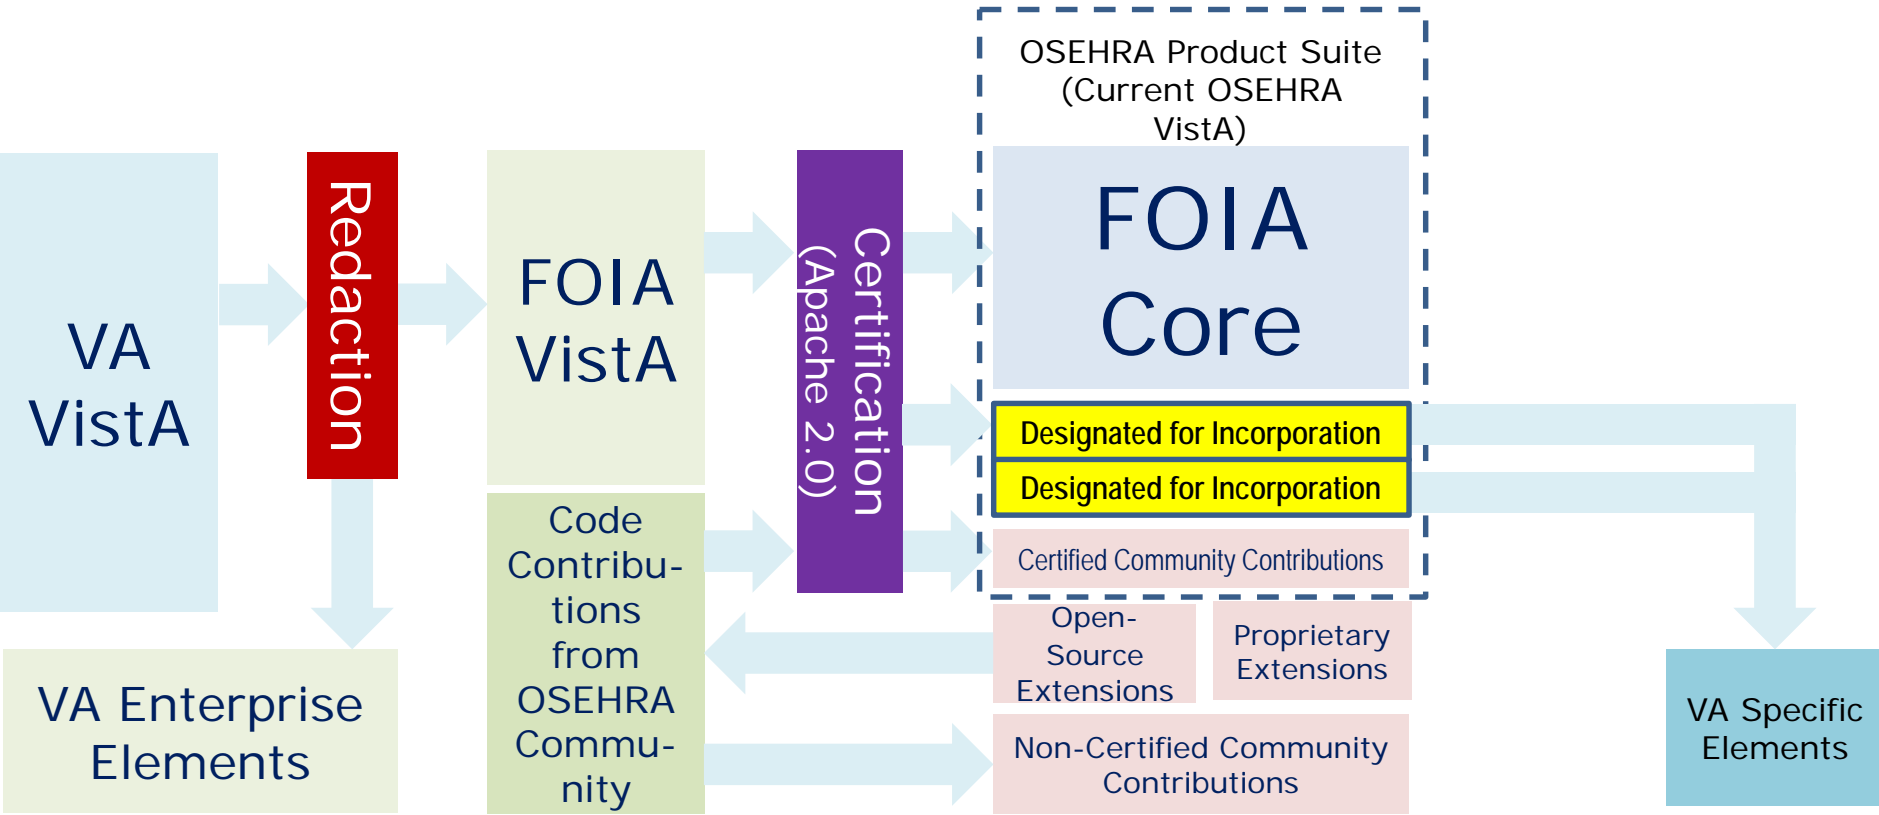 OSEHRA Product Suite
(Current OSEHRA
VistA)
VA
VistA
Redaction
FOIA
VistA
Certification
(Apache 2.0)
FOIA
Core
Designated for Incorporation
Designated for Incorporation
Certified Community Contributions
Code
Contribu-
tions
from
OSEHRA
Commu-
nity
Open-
Source
Extensions
Proprietary
Extensions
Non-Certified Community
Contributions
VA Enterprise
Elements
VA Specific
Elements